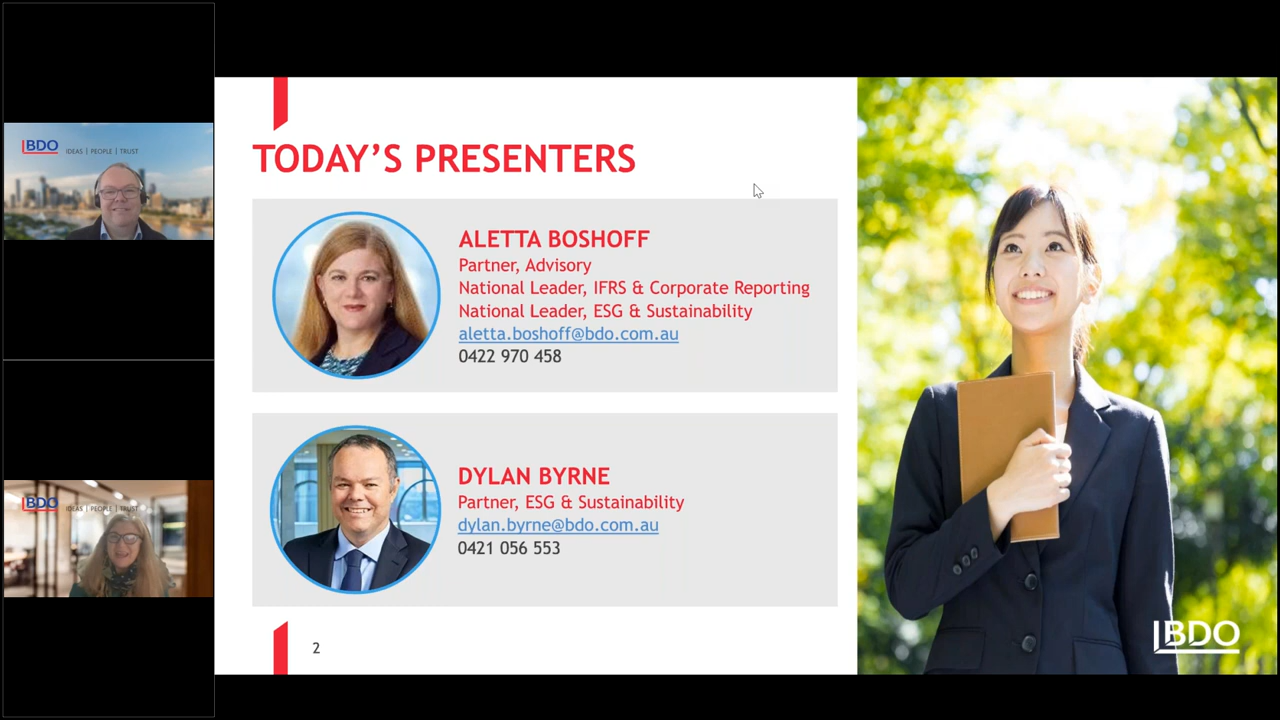 BDO
IDEAS | PEOPLE | TRUST
BDO
IDEAS | PEOPLE | TRUST
TODAY'S PRESENTERS
ALETTA BOSHOFF
Partner, Advisory
National Leader, IFRS & Corporate Reporting
National Leader, ESG & Sustainability
aletta.boshoff@bdo.com.au
0422 970 458
DYLAN BYRNE
Partner, ESG & Sustainability
dylan.byrne@bdo.com.au
0421 056 553
2
BDO